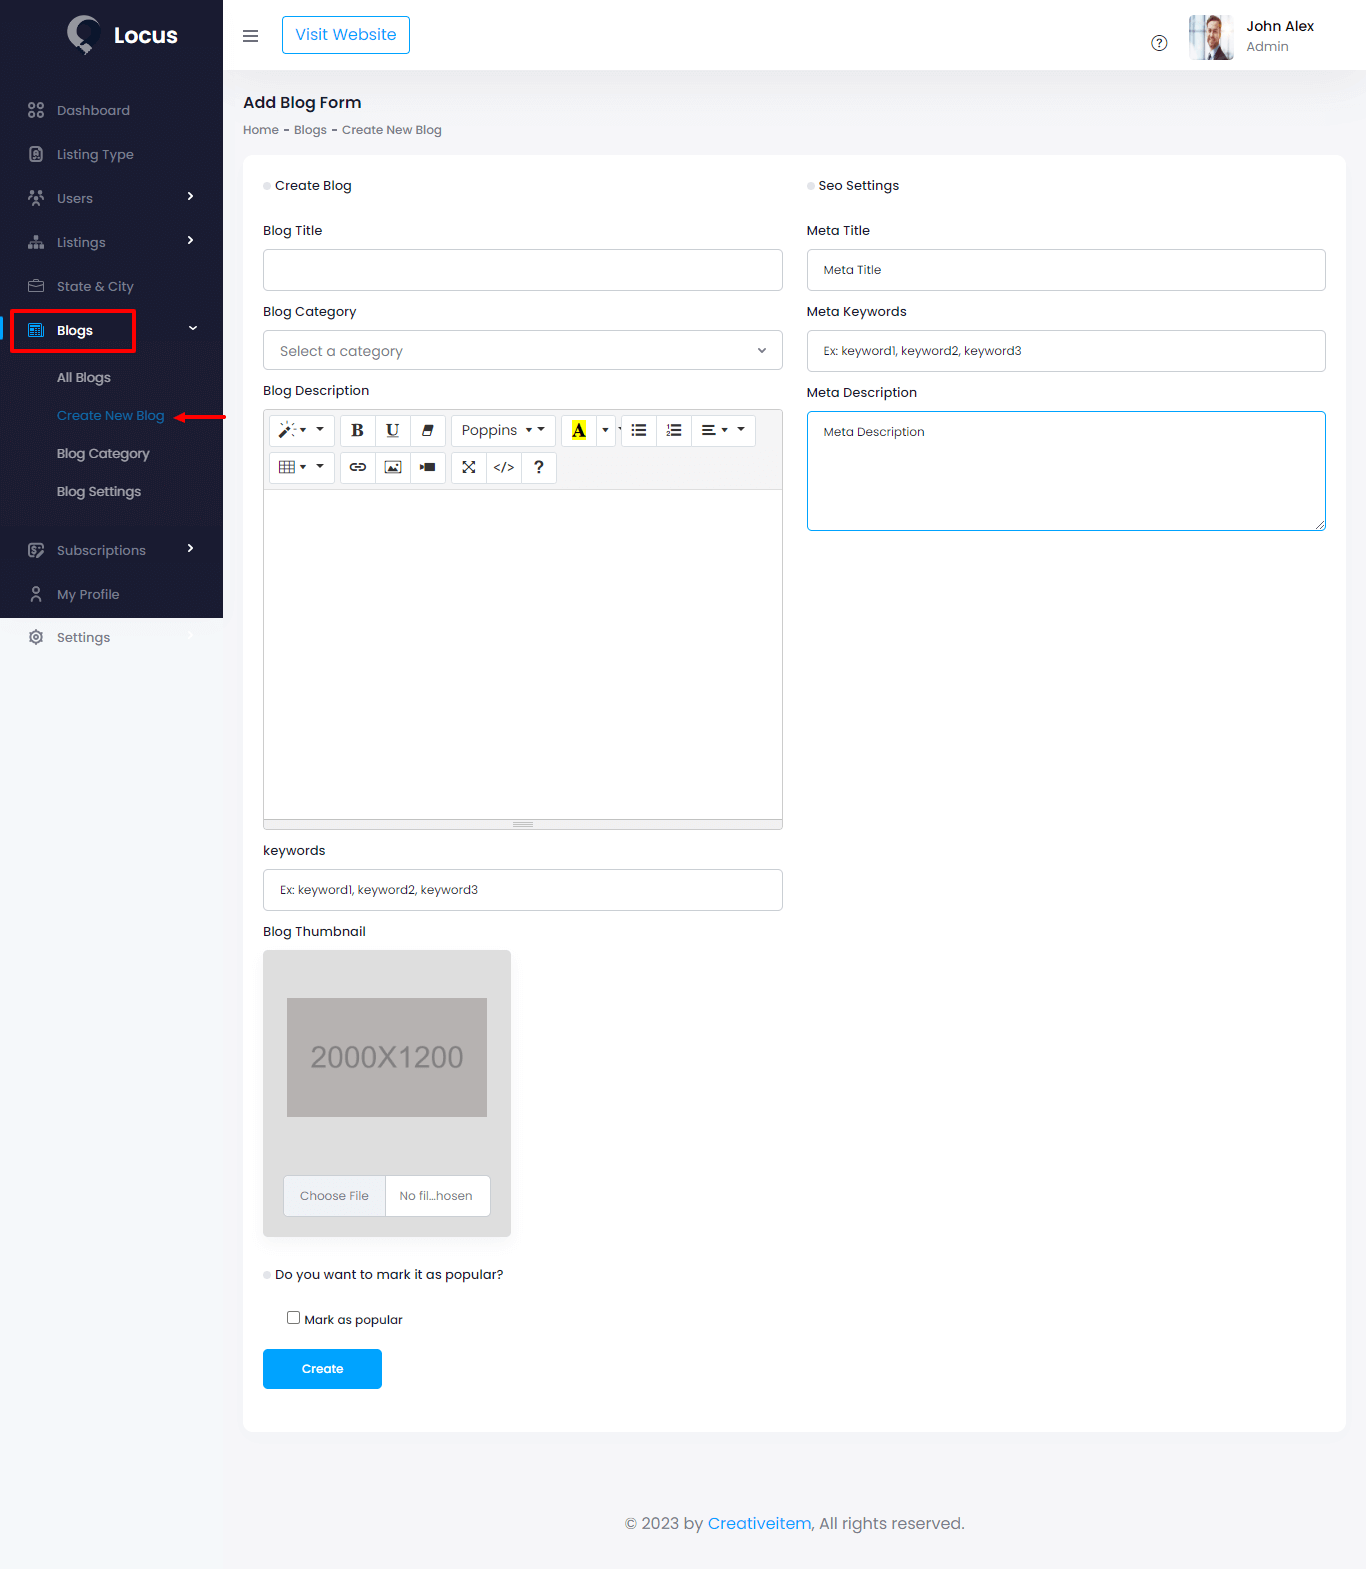 Locus
Visit Website
John Alex
Admin
Dashboard
Listing Type
Users
Listings
State & City
Blogs
All Blogs
Create New Blog
Blog Category
Blog Settings
Subscriptions
My Profile
Settings
Add Blog Form
Home - Blogs - Create New Blog
Create Blog
Blog Title
Blog Category
Select a category
Blog Description
B U Poppins A
</> ?
keywords
Ex: keyword1, keyword2, keyword3
Blog Thumbnail
2000X1200
Choose File No fil...hosen
Do you want to mark it as popular?
Mark as popular
Create
Seo Settings
Meta Title
Meta Title
Meta Keywords
Ex: keyword1, keyword2, keyword3
Meta Description
Meta Description
© 2023 by Creativeitem, All rights reserved.